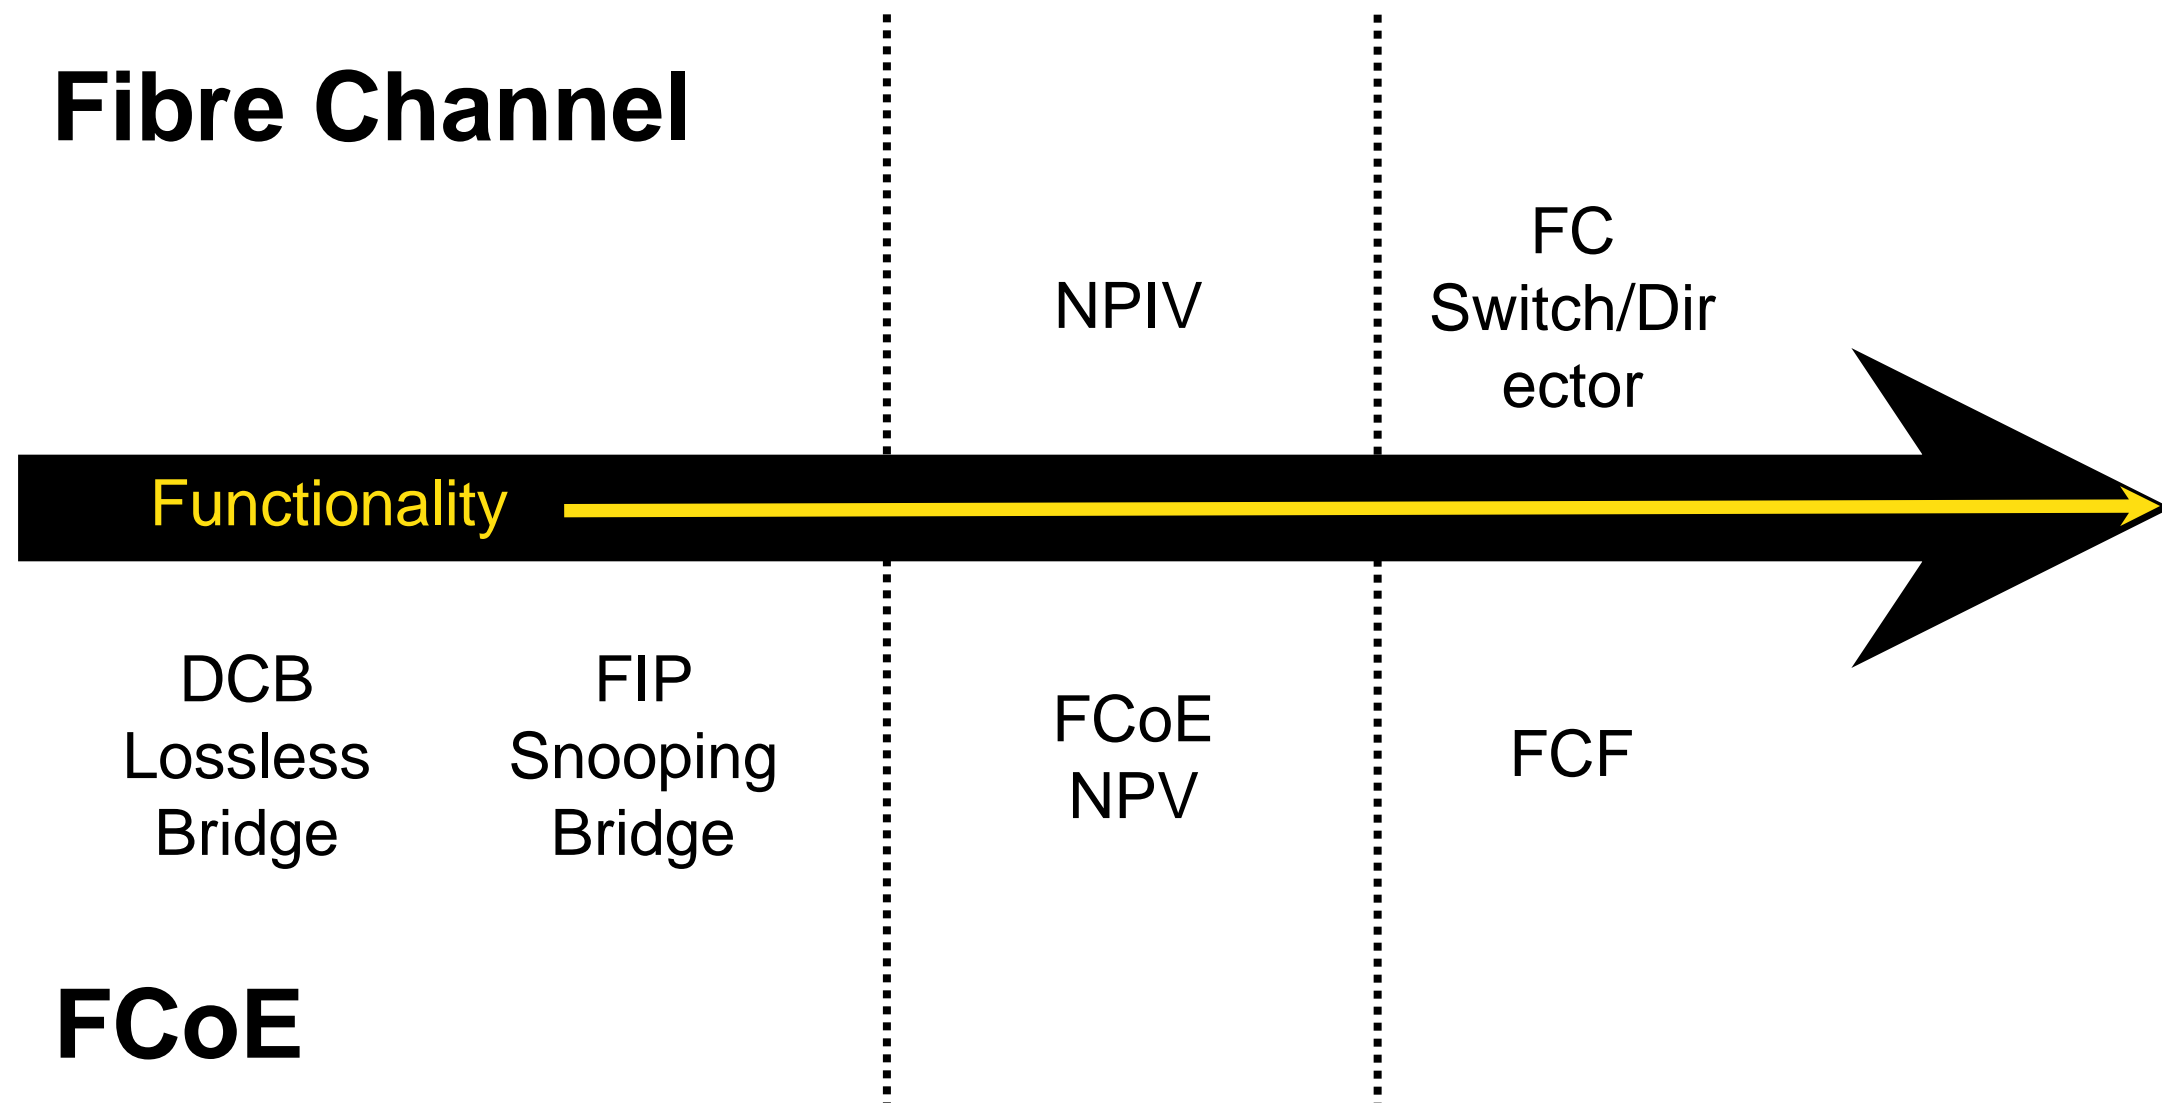 Fibre Channel
NPIV
FC
Switch/Dir
ector
Functionality
DCB
Lossless
Bridge
FIP
Snooping
Bridge
FCoE
NPV
FCF
FCoE